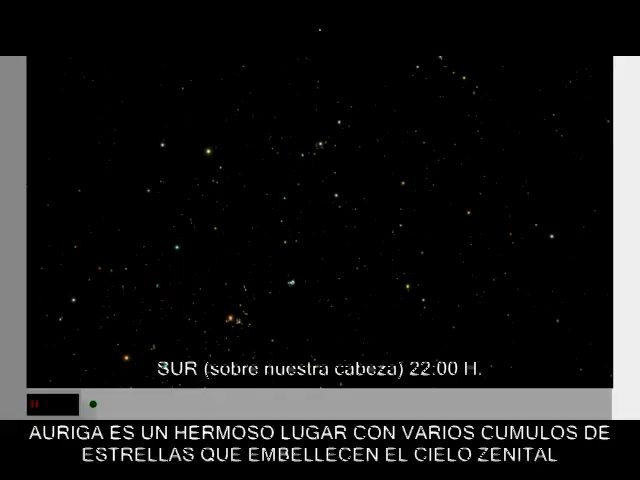 SUR (sobre nuestra cabeza) 22:00 H.
AURIGA ES UN HERMOSO LUGAR CON VARIOS CUMULOS DE
ESTRELLAS QUE EMBELLECEN EL CIELO ZENITAL